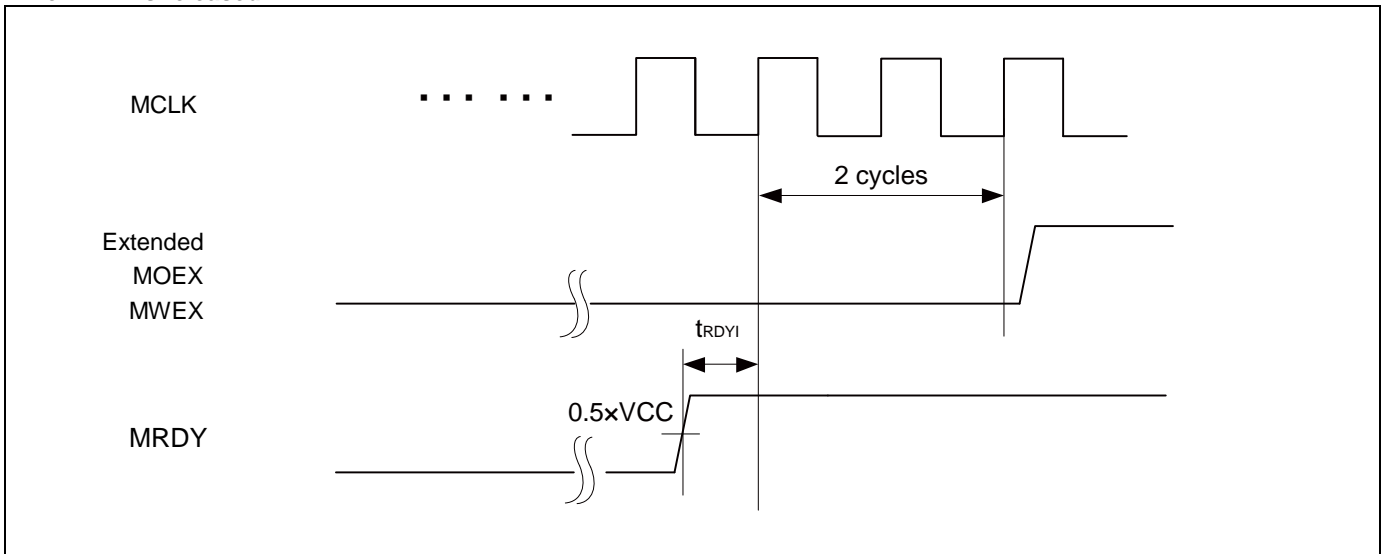 MCLK
2 cycles
Extended
MOEX
MWEX
tRDYI
0.5×VCC
MRDY